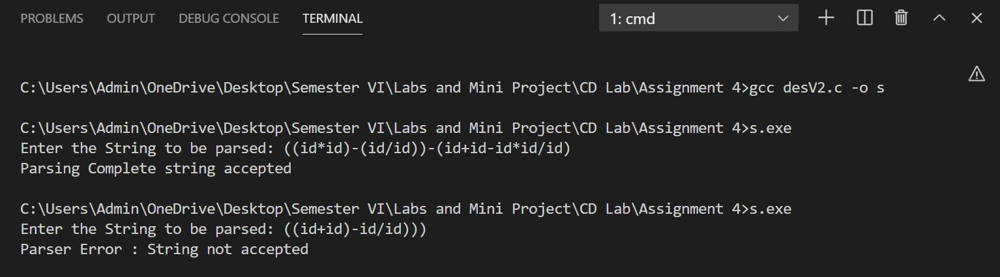 PROBLEMS OUTPUT DEBUG CONSOLE TERMINAL 1: cmd
C:\Users\Admin\OneDrive\Desktop\Semester VI\Labs and Mini Project\CD Lab\Assignment 4>gcc desV2.c -o s
C:\Users\Admin\OneDrive\Desktop\Semester VI\Labs and Mini Project\CD Lab\Assignment 4>s.exe
Enter the String to be parsed: ((id*id)-(id/id))-(id+id-id*id/id)
Parsing Complete string accepted
C:\Users\Admin\OneDrive\Desktop\Semester VI\Labs and Mini Project\CD Lab\Assignment 4>s.exe
Enter the String to be parsed: ((id+id)-id/id)))
Parser Error : String not accepted